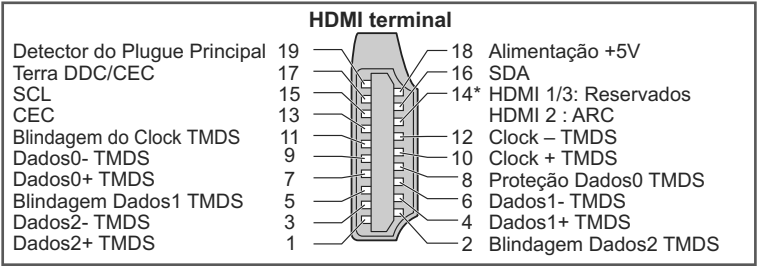 HDMI terminal
Detector do Plugue Principal 19
Terra DDC/CEC 17
SCL 15
CEC 13
Blindagem do Clock TMDS 11
Dados0- TMDS 9
Dados0+ TMDS 7
Blindagem Dados1 TMDS 5
Dados2- TMDS 3
Dados2+ TMDS 1
18 Alimentação +5V
16 SDA
14* HDMI 1/3: Reservados
HDMI 2 : ARC
12 Clock – TMDS
10 Clock + TMDS
8 Proteção Dados0 TMDS
6 Dados1- TMDS
4 Dados1+ TMDS
2 Blindagem Dados2 TMDS